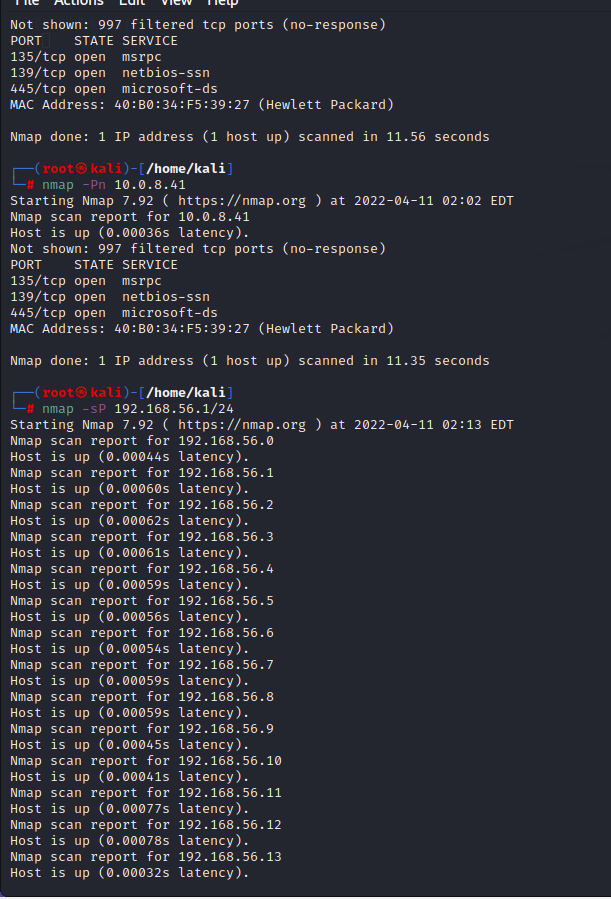 File Actions Edit View Help
Not shown: 997 filtered tcp ports (no-response)
PORT    STATE SERVICE
135/tcp open  msrpc
139/tcp open  netbios-ssn
445/tcp open  microsoft-ds
MAC Address: 40:B0:34:F5:39:27 (Hewlett Packard)
Nmap done: 1 IP address (1 host up) scanned in 11.56 seconds
┌──(root㉿kali)-[/home/kali]
└─# nmap -Pn 10.0.8.41
Starting Nmap 7.92 ( https://nmap.org ) at 2022-04-11 02:02 EDT
Nmap scan report for 10.0.8.41
Host is up (0.00036s latency).
Not shown: 997 filtered tcp ports (no-response)
PORT    STATE SERVICE
135/tcp open  msrpc
139/tcp open  netbios-ssn
445/tcp open  microsoft-ds
MAC Address: 40:B0:34:F5:39:27 (Hewlett Packard)
Nmap done: 1 IP address (1 host up) scanned in 11.35 seconds
┌──(root㉿kali)-[/home/kali]
└─# nmap -sP 192.168.56.1/24
Starting Nmap 7.92 ( https://nmap.org ) at 2022-04-11 02:13 EDT
Nmap scan report for 192.168.56.0
Host is up (0.00044s latency).
Nmap scan report for 192.168.56.1
Host is up (0.00060s latency).
Nmap scan report for 192.168.56.2
Host is up (0.00062s latency).
Nmap scan report for 192.168.56.3
Host is up (0.00061s latency).
Nmap scan report for 192.168.56.4
Host is up (0.00059s latency).
Nmap scan report for 192.168.56.5
Host is up (0.00056s latency).
Nmap scan report for 192.168.56.6
Host is up (0.00054s latency).
Nmap scan report for 192.168.56.7
Host is up (0.00059s latency).
Nmap scan report for 192.168.56.8
Host is up (0.00059s latency).
Nmap scan report for 192.168.56.9
Host is up (0.00045s latency).
Nmap scan report for 192.168.56.10
Host is up (0.00041s latency).
Nmap scan report for 192.168.56.11
Host is up (0.00077s latency).
Nmap scan report for 192.168.56.12
Host is up (0.00078s latency).
Nmap scan report for 192.168.56.13
Host is up (0.00032s latency).